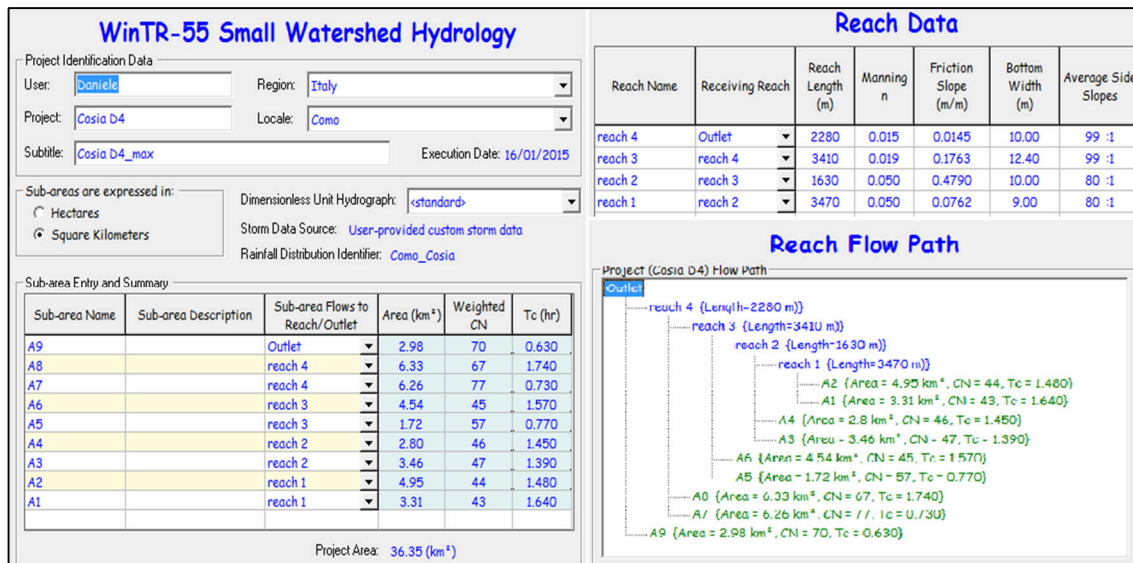 WinTR-55 Small Watershed Hydrology
Project Identification Data
User: Daniele Region: Italy
Project: Cosia D4 Locale: Como
Subtitle: Cosia D4_max Execution Date: 16/01/2015
Sub-areas are expressed in:
Hectares
Square Kilometers
Dimensionless Unit Hydrograph: <standard>
Storm Data Source: User-provided custom storm data
Rainfall Distribution Identifier: Como_Cosia
Sub-area Entry and Summary
Sub-area Name Sub-area Description Sub-area Flows to Reach/Outlet Area (km²) Weighted CN Tc (hr)
A9 Outlet 2.98 70 0.630
A8 reach 4 6.33 67 1.740
A7 reach 4 6.26 77 0.730
A6 reach 3 4.54 45 1.570
A5 reach 3 1.72 57 0.770
A4 reach 2 2.80 46 1.450
A3 reach 2 3.46 47 1.390
A2 reach 1 4.95 44 1.480
A1 reach 1 3.31 43 1.640
Project Area: 36.35 (km²)
Reach Data
Reach Name Receiving Reach Reach Length (m) Manning n Friction Slope (m/m) Bottom Width (m) Average Side Slopes
reach 4 Outlet 2280 0.015 0.0145 10.00 99 :1
reach 3 reach 4 3410 0.019 0.1763 12.40 99 :1
reach 2 reach 3 1630 0.050 0.4790 10.00 80 :1
reach 1 reach 2 3470 0.050 0.0762 9.00 80 :1
Reach Flow Path
Project (Cosia D4) Flow Path
Outlet
reach 4 {Length=2280 m)}
reach 3 {Length=3410 m)}
reach 2 {Length=1630 m)}
reach 1 {Length=3470 m)}
A2 {Area = 4.95 km², CN = 44, Tc = 1.480}
A1 {Area = 3.31 km², CN = 43, Tc = 1.640}
A4 {Area = 2.8 km², CN = 46, Tc = 1.450}
A3 {Area = 3.46 km², CN = 47, Tc = 1.390}
A6 {Area = 4.54 km², CN = 45, Tc = 1.570}
A5 {Area = 1.72 km², CN = 57, Tc = 0.770}
A8 {Area = 6.33 km², CN = 67, Tc = 1.740}
A7 {Area = 6.26 km², CN = 77, Tc = 0.730}
A9 {Area = 2.98 km², CN = 70, Tc = 0.630}